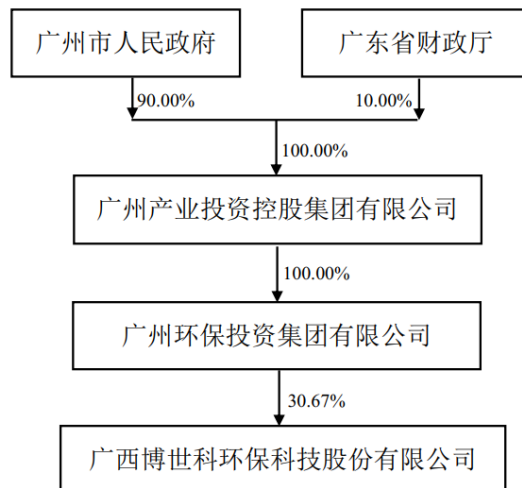 广州市人民政府
广东省财政厅
90.00%
10.00%
100.00%
广州产业投资控股集团有限公司
100.00%
广州环保投资集团有限公司
30.67%
广西博世科环保科技股份有限公司